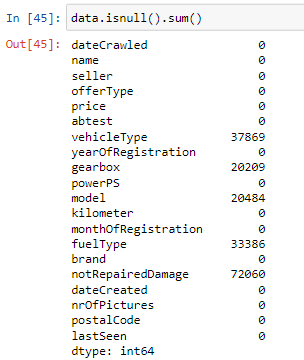 In [45]: data.isnull().sum()
Out[45]: dateCrawled 0
name 0
seller 0
offerType 0
price 0
abtest 0
vehicleType 37869
yearOfRegistration 0
gearbox 20209
powerPS 0
model 20484
kilometer 0
monthOfRegistration 0
fuelType 33386
brand 0
notRepairedDamage 72060
dateCreated 0
nrOfPictures 0
postalCode 0
lastSeen 0
dtype: int64